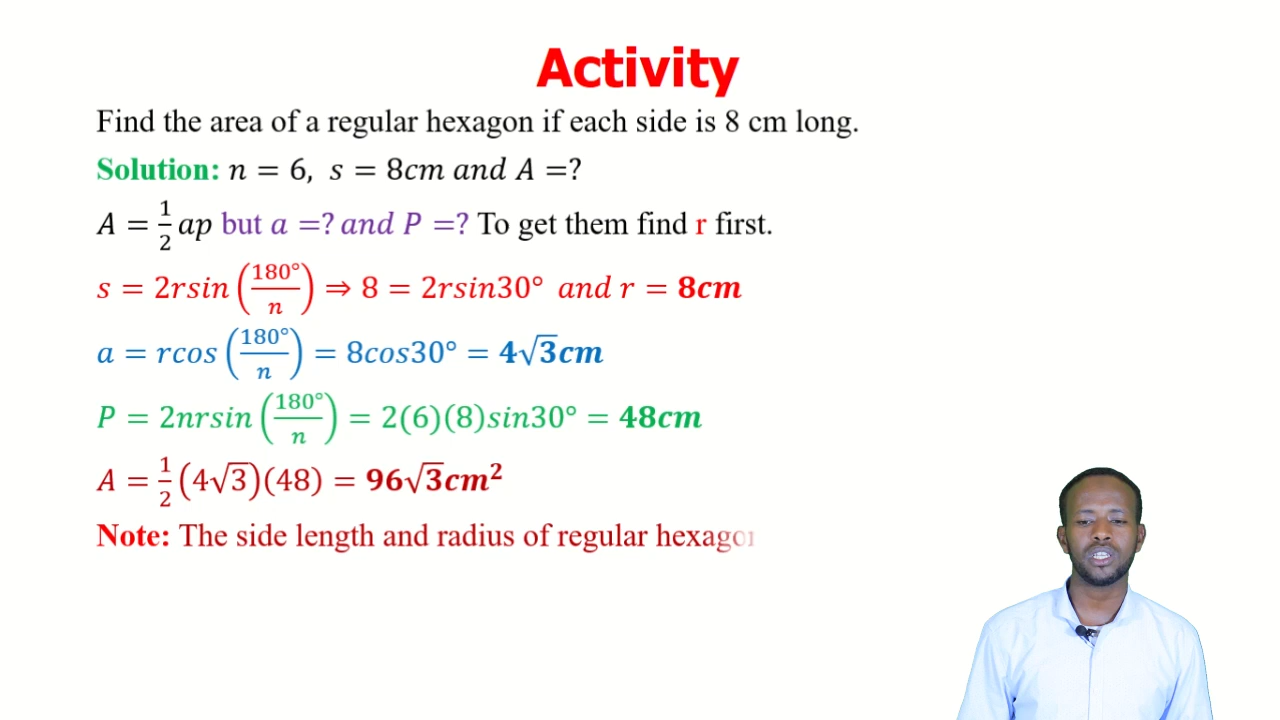 Activity
Find the area of a regular hexagon if each side is 8 cm long.
Solution: n = 6, s = 8cm and A =?
A = 1/2 ap but a =? and P =? To get them find r first.
s = 2rsin(180°/n) ⇒ 8 = 2rsin30° and r = 8cm
a = rcos(180°/n) = 8cos30° = 4√3cm
P = 2nrsin(180°/n) = 2(6)(8)sin30° = 48cm
A = 1/2 (4√3)(48) = 96√3cm²
Note: The side length and radius of regular hexagon